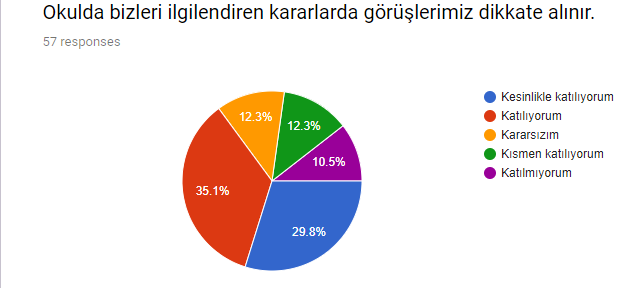 Okulda bizleri ilgilendiren kararlarda görüşlerimiz dikkate alınır.
57 responses
12.3%
12.3%
10.5%
35.1%
29.8%
Kesinlikle katılıyorum
Katılıyorum
Kararsızım
Kısmen katılıyorum
Katılmıyorum